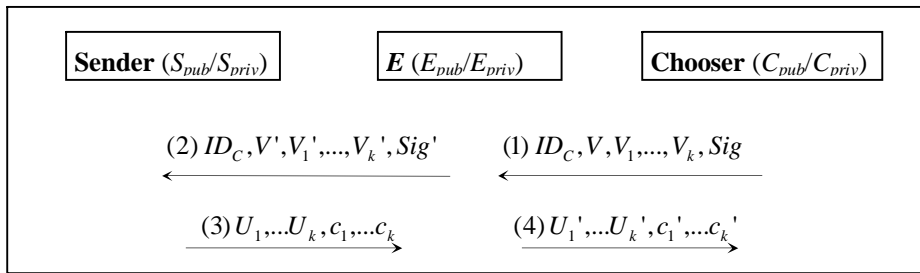 Sender (S_pub/S_priv) E (E_pub/E_priv) Chooser (C_pub/C_priv)
(2) ID_C,V',V_1',...,V_k',Sig' (1) ID_C,V,V_1,...,V_k,Sig
(3)U_1,...U_k,c_1,...c_k (4)U_1',...U_k',c_1',...c_k'